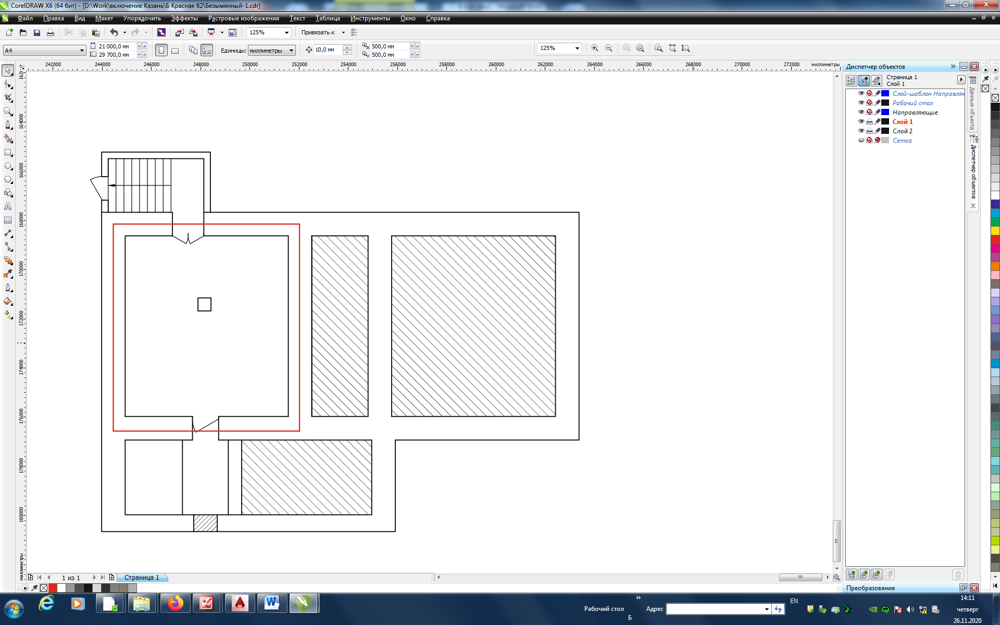 CorelDRAW X6 (64 бит) - [D:\Work\включение Казань\Б Красная 62\Безымянный-1.cdr]
Файл Правка Вид Макет Упорядочить Эффекты Растровые изображения Текст Таблица Инструменты Окно Справка
125% Привязать к
A4 21 000,0 мм 29 700,0 мм Единицы: миллиметры 10,0 мм 500,0 мм 500,0 мм 125%
242000 244000 246000 248000 250000 252000 254000 256000 258000 260000 262000 264000 266000 268000 270000 272000 миллиметры
164000
166000
168000
170000
172000
174000
176000
178000
180000
миллиметры
Диспетчер объектов
Страница 1
Слой 1
Слой-шаблон Направляю
Рабочий стол
Направляющие
Слой 1
Слой 2
Сетка
Данные объекта
Диспетчер объектов
1 из 1 Страница 1
Преобразования
Рабочий стол
Б
Адрес
EN
14:11
четверг
26.11.2020